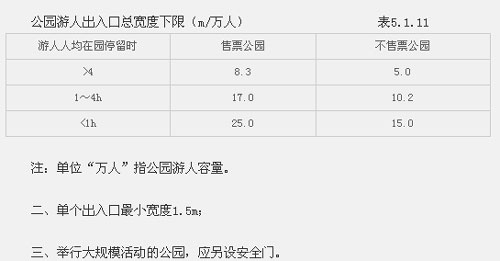 公园游人出入口总宽度下限（m/万人） 表5.1.11
游人人均在园停留时 售票公园 不售票公园
>4 8.3 5.0
1～4h 17.0 10.2
<1h 25.0 15.0
注：单位“万人”指公园游人容量。
二、单个出入口最小宽度1.5m；
三、举行大规模活动的公园，应另设安全门。